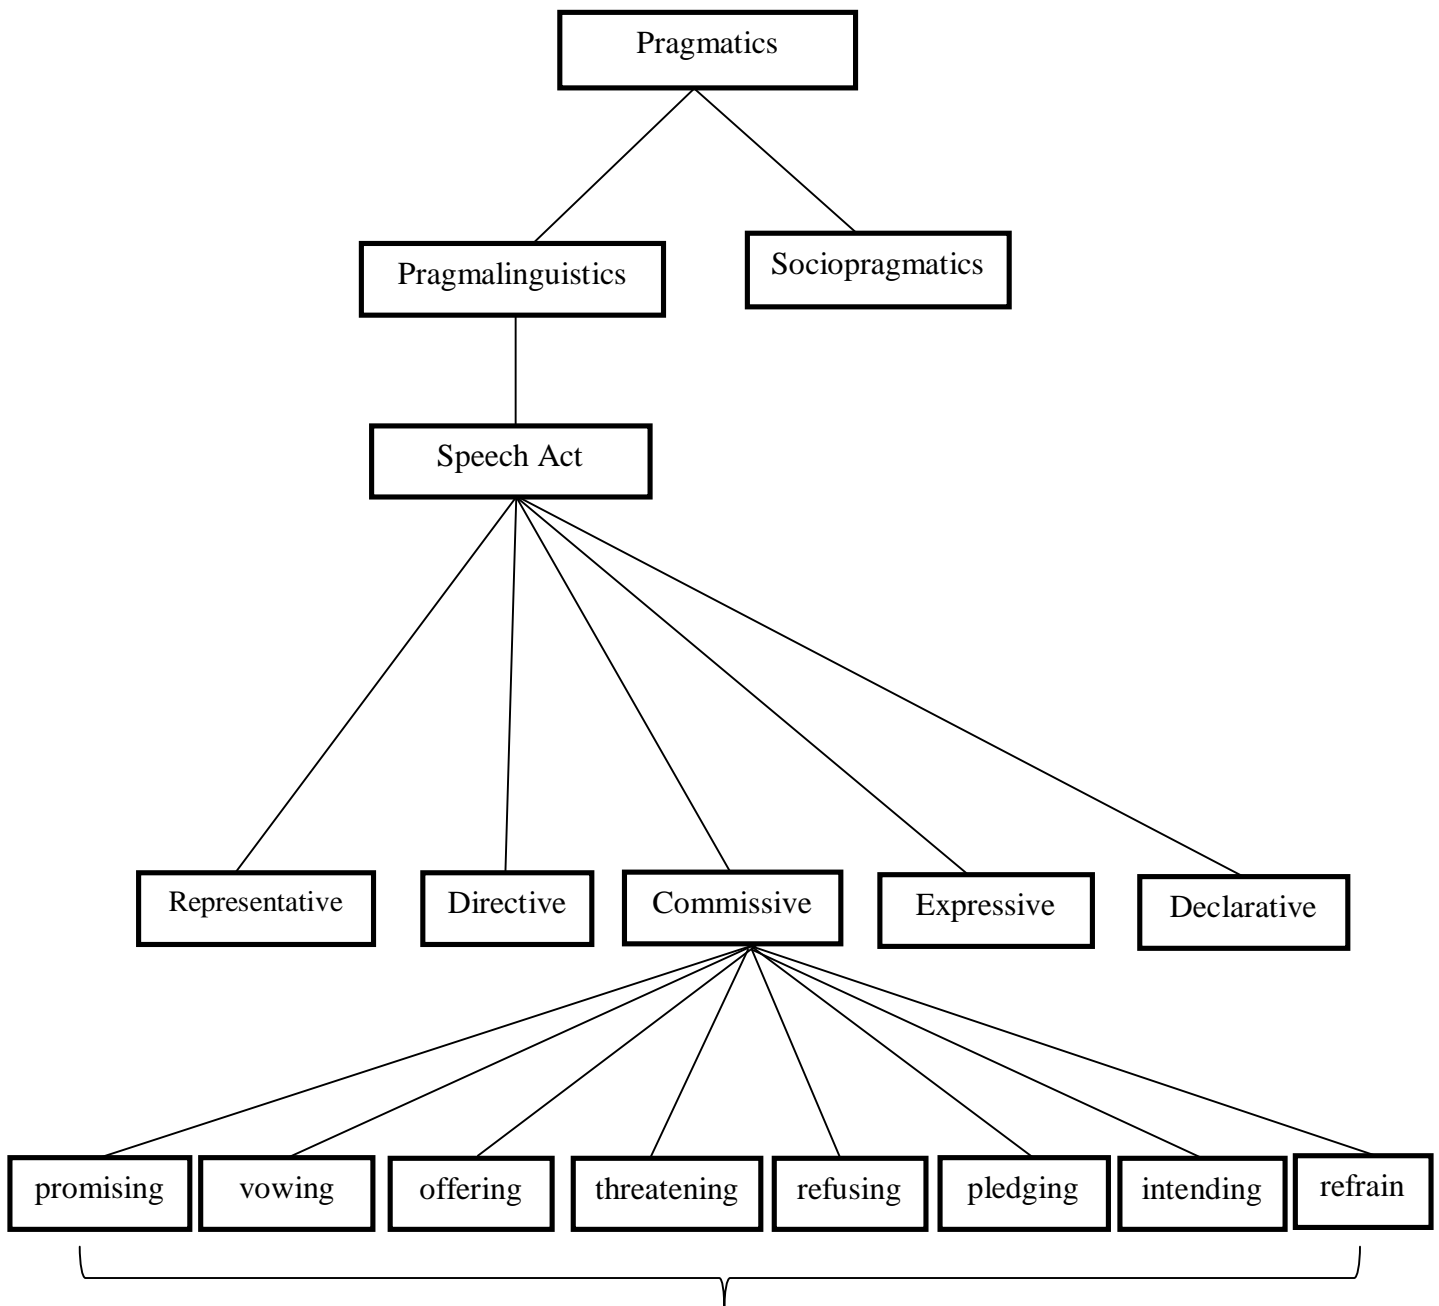 Pragmatics
Pragmalinguistics
Sociopragmatics
Speech Act
Representative
Directive
Commissive
Expressive
Declarative
promising
vowing
offering
threatening
refusing
pledging
intending
refrain